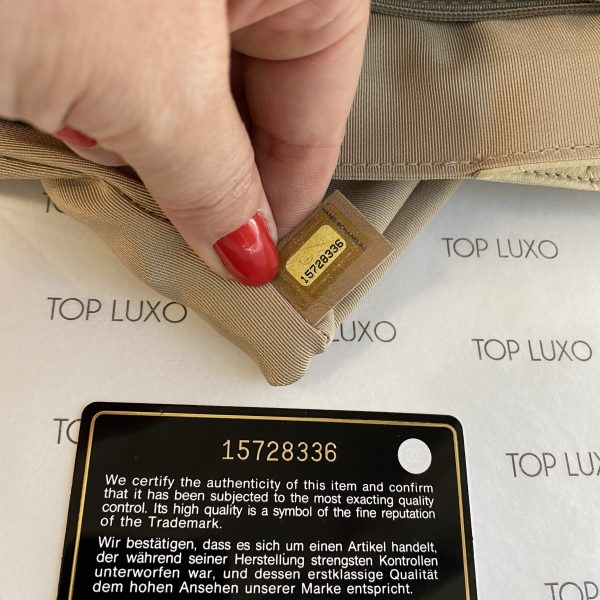 TOP LUXO
TOP LUXO
LUXO
TOP LUXO
15728336
TOP LUX
15728336
We certify the authenticity of this item and confirm
that it has been subjected to the most exacting quality
control. Its high quality is a symbol of the fine reputation
of the Trademark.
Wir bestätigen, dass es sich um einen Artikel handelt,
der während seiner Herstellung strengsten Kontrollen
unterworfen war, und dessen erstklassige Qualität
dem hohen Ansehen unserer Marke entspricht.
TOP